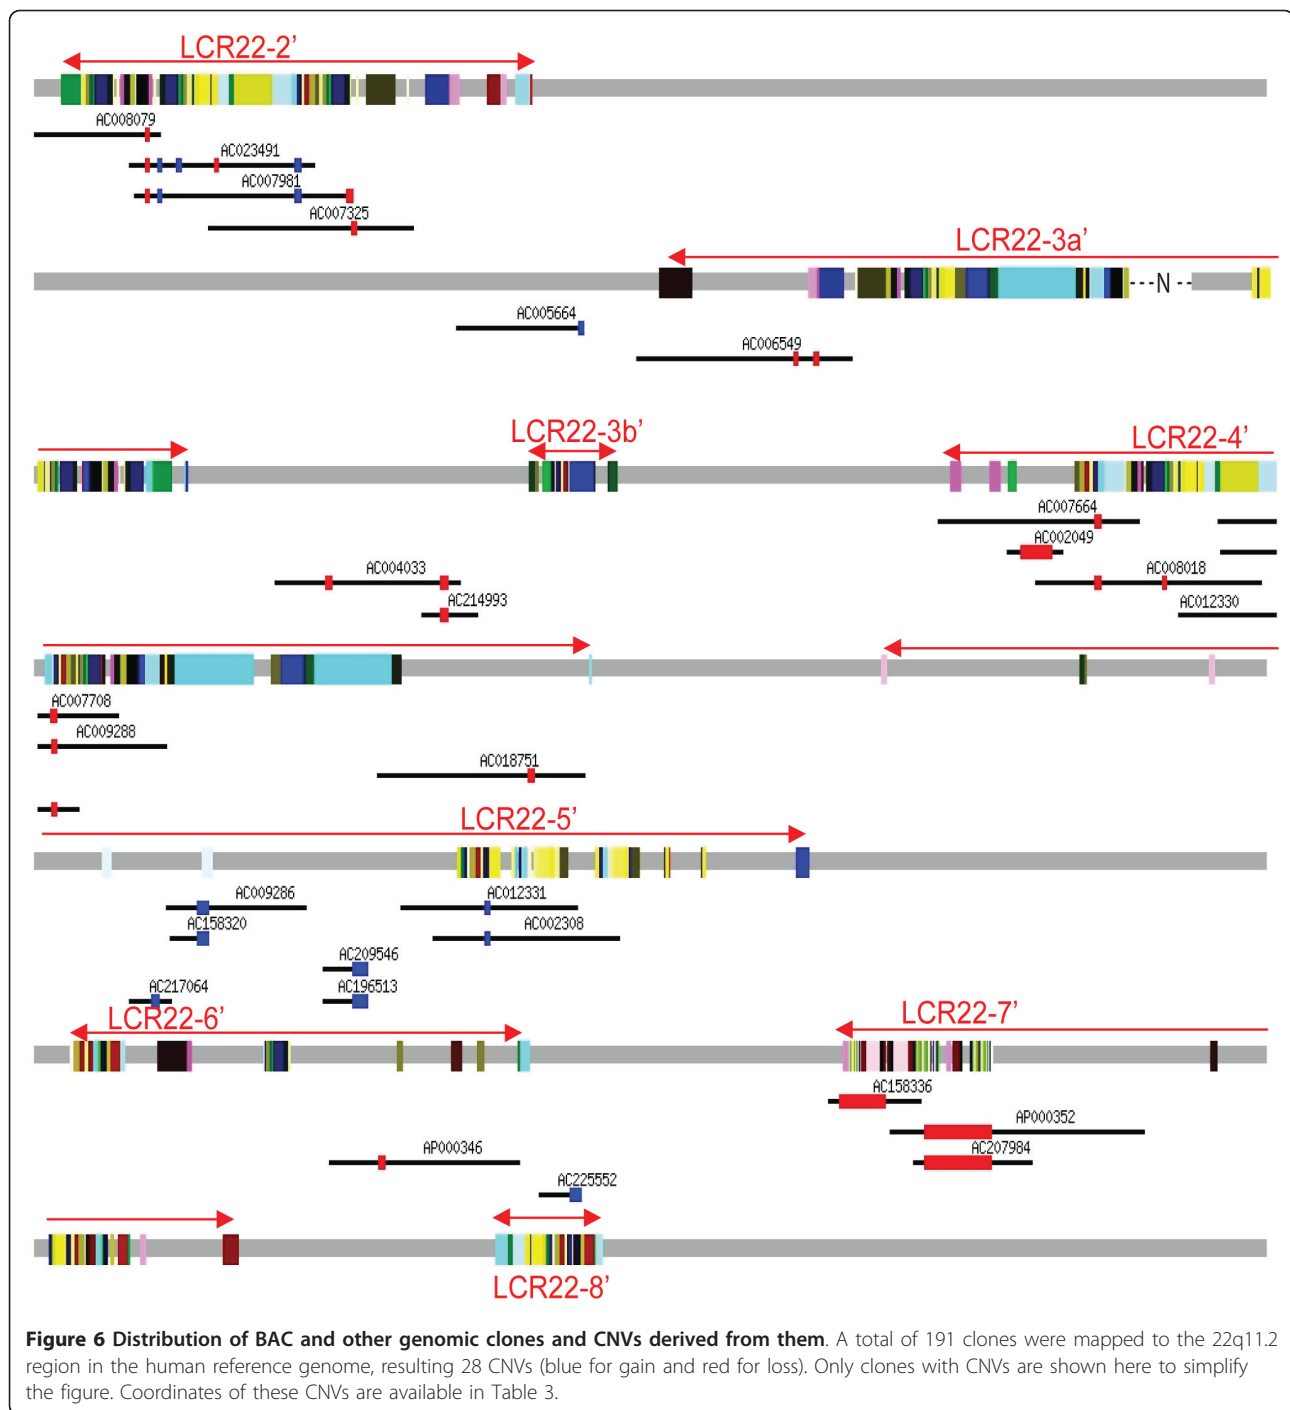 LCR22-2’
AC008079
AC023491
AC007981
AC007325
LCR22-3a’
---N---
AC005664
AC006549
LCR22-3b’
LCR22-4’
AC007664
AC002049
AC004033
AC008018
AC214993
AC012330
AC007708
AC009288
AC018751
LCR22-5’
AC009286
AC012331
AC158320
AC002308
AC209546
AC217064
AC196513
LCR22-6’
LCR22-7’
AC158336
AP000352
AP000346
AC207984
AC225552
LCR22-8’
Figure 6 Distribution of BAC and other genomic clones and CNVs derived from them. A total of 191 clones were mapped to the 22q11.2
region in the human reference genome, resulting 28 CNVs (blue for gain and red for loss). Only clones with CNVs are shown here to simplify
the figure. Coordinates of these CNVs are available in Table 3.